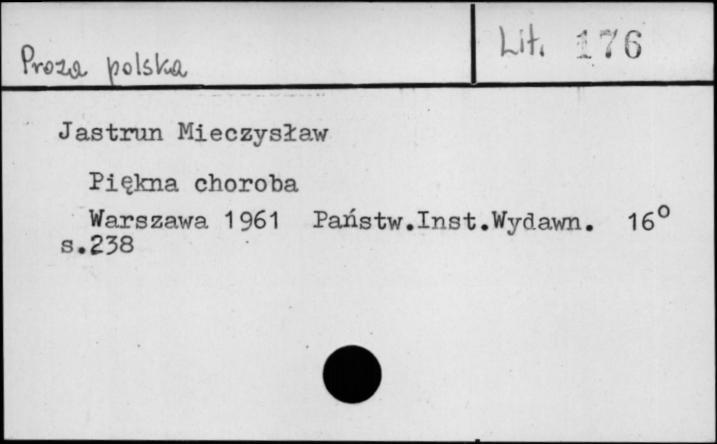 Proza polska
Lit. 176
Jastrun Mieczysław
Piękna choroba
Warszawa 1961 Państw.Inst.Wydawn. 16°
s.238